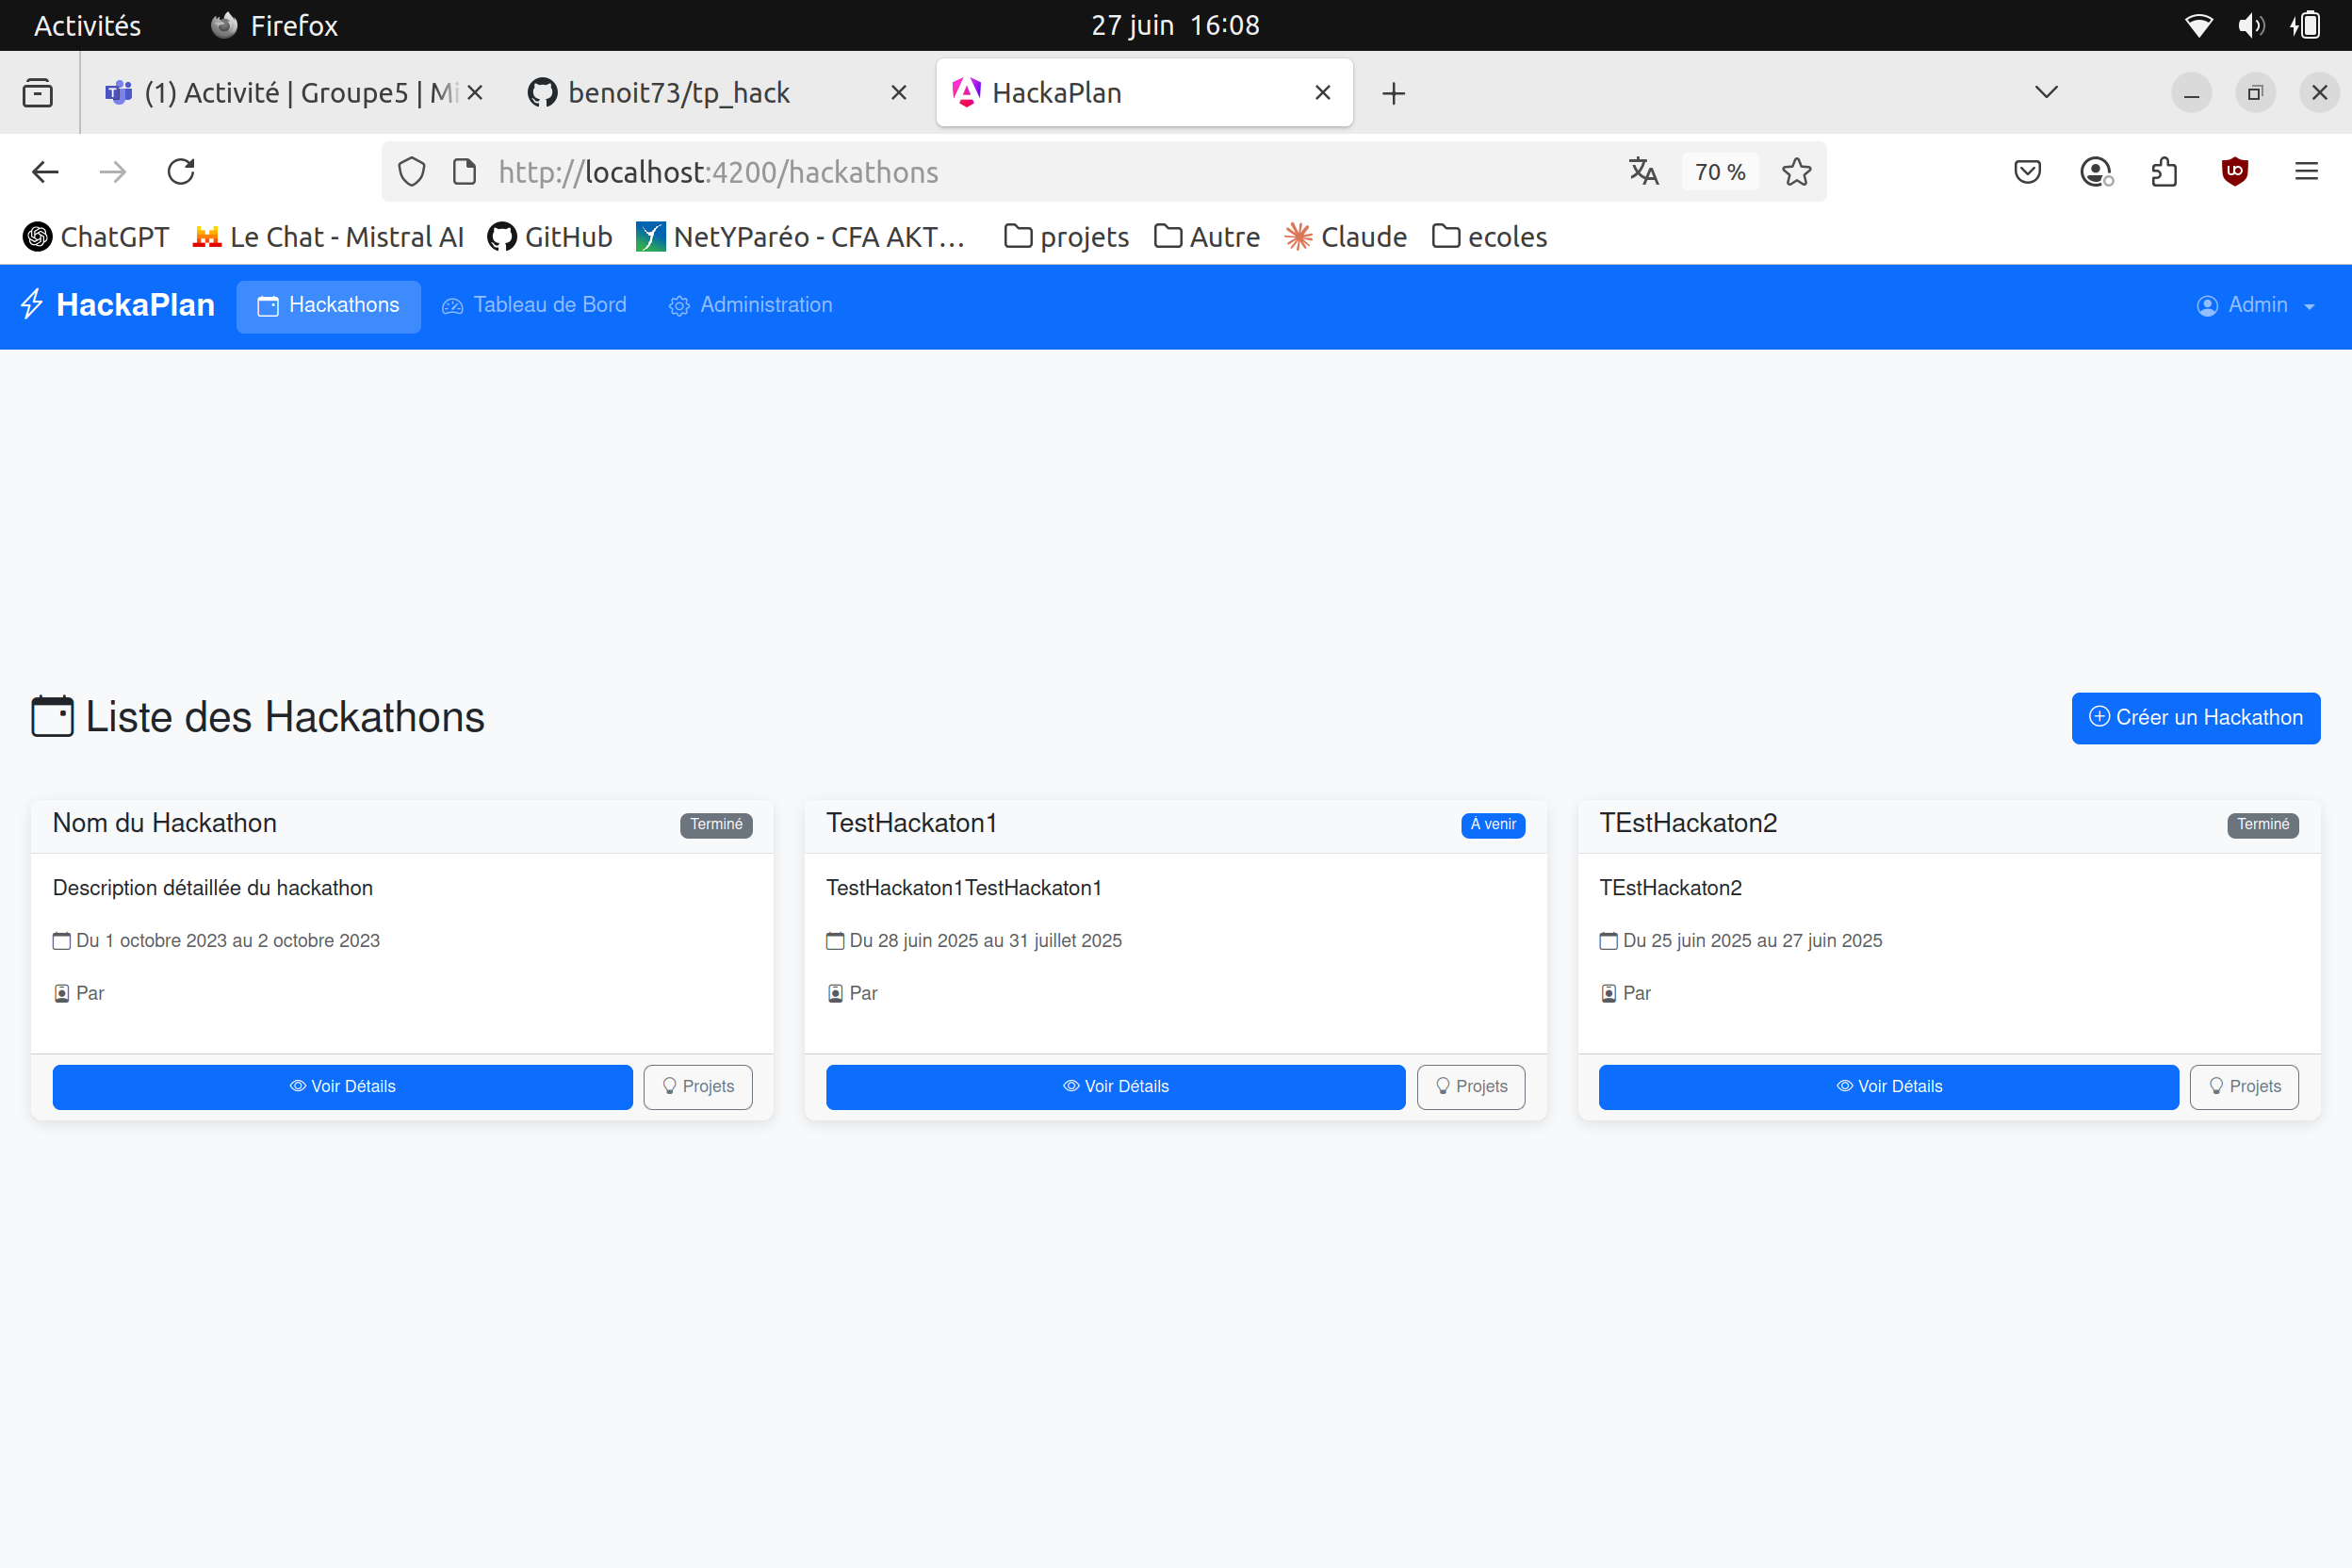 Activités Firefox 27 juin 16:08
(1) Activité | Groupe5 | Mi benoit73/tp_hack HackaPlan
http://localhost:4200/hackathons 70 %
ChatGPT Le Chat - Mistral AI GitHub NetYParéo - CFA AKT… projets Autre Claude ecoles
HackaPlan Hackathons Tableau de Bord Administration Admin
Liste des Hackathons Créer un Hackathon
Nom du Hackathon Terminé
Description détaillée du hackathon
Du 1 octobre 2023 au 2 octobre 2023
Par
Voir Détails Projets
TestHackaton1 À venir
TestHackaton1TestHackaton1
Du 28 juin 2025 au 31 juillet 2025
Par
Voir Détails Projets
TEstHackaton2 Terminé
TEstHackaton2
Du 25 juin 2025 au 27 juin 2025
Par
Voir Détails Projets